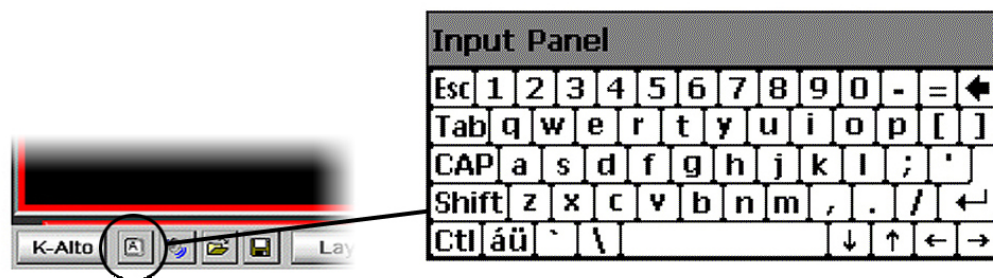 Input Panel
Esc 1 2 3 4 5 6 7 8 9 0 - = 🡄
Tab q w e r t y u i o p [ ]
CAP a s d f g h j k l ; '
Shift z x c v b n m , . / ↵
Ctl áü ` \ ↓ ↑ ← →
K-Alto A Lay